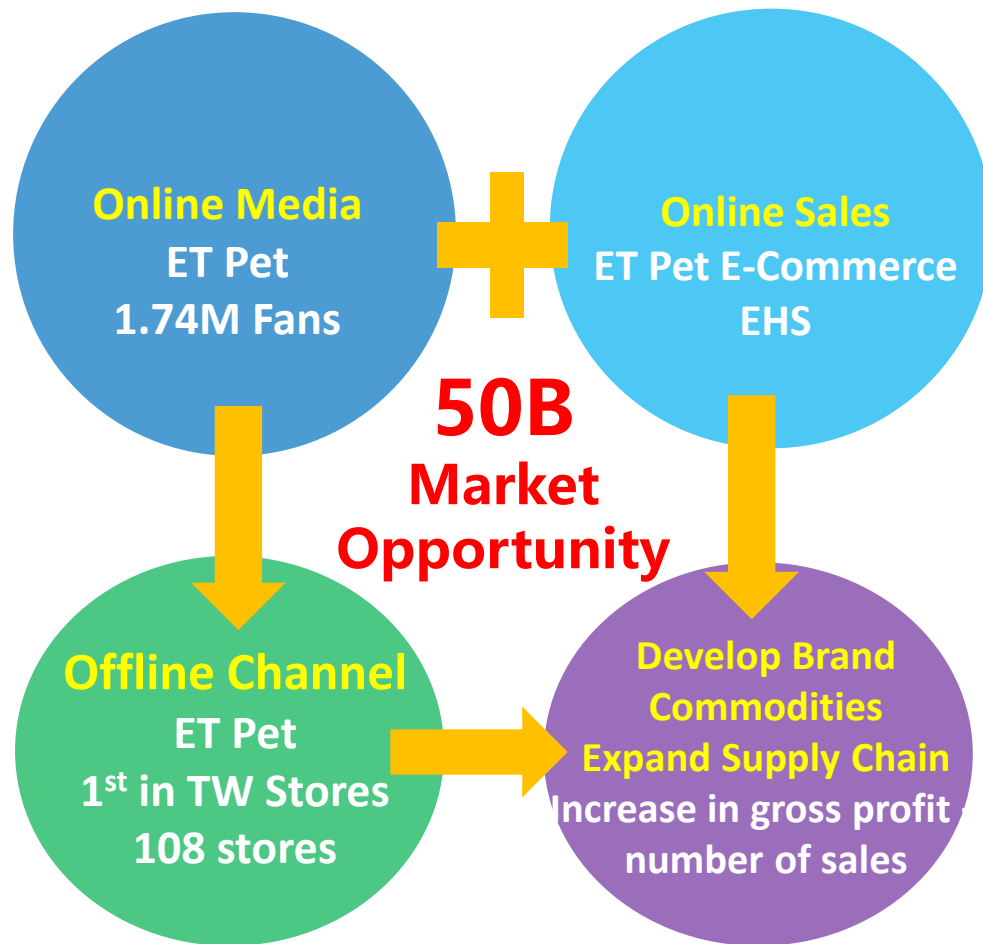 Online Media
ET Pet
1.74M Fans
Online Sales
ET Pet E-Commerce
EHS
50B
Market
Opportunity
Offline Channel
ET Pet
1st in TW Stores
108 stores
Develop Brand
Commodities
Expand Supply Chain
Increase in gross profit -
number of sales